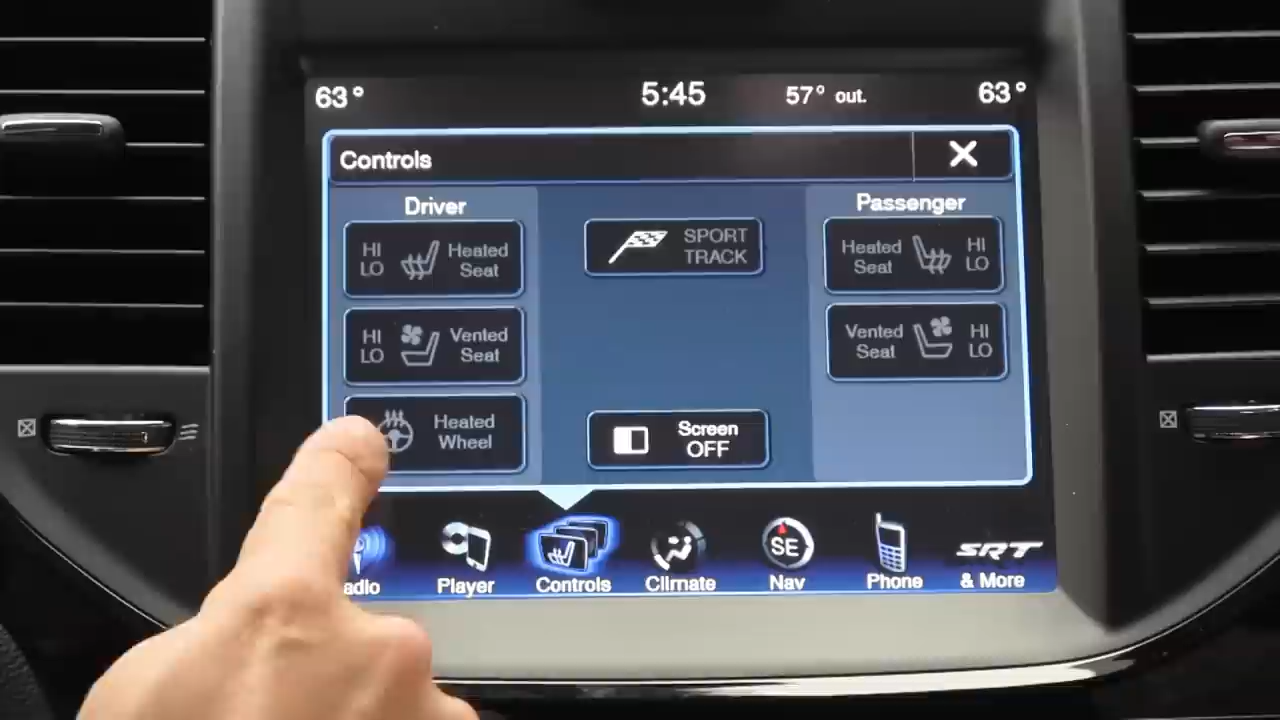 63°
5:45
57° out.
63°
Controls
X
Driver
HI
LO
Heated
Seat
HI
LO
Vented
Seat
Heated
Wheel
SPORT
TRACK
Screen
OFF
Passenger
Heated
Seat
HI
LO
Vented
Seat
HI
LO
adio
Player
Controls
Climate
SE
Nav
Phone
SRT
& More